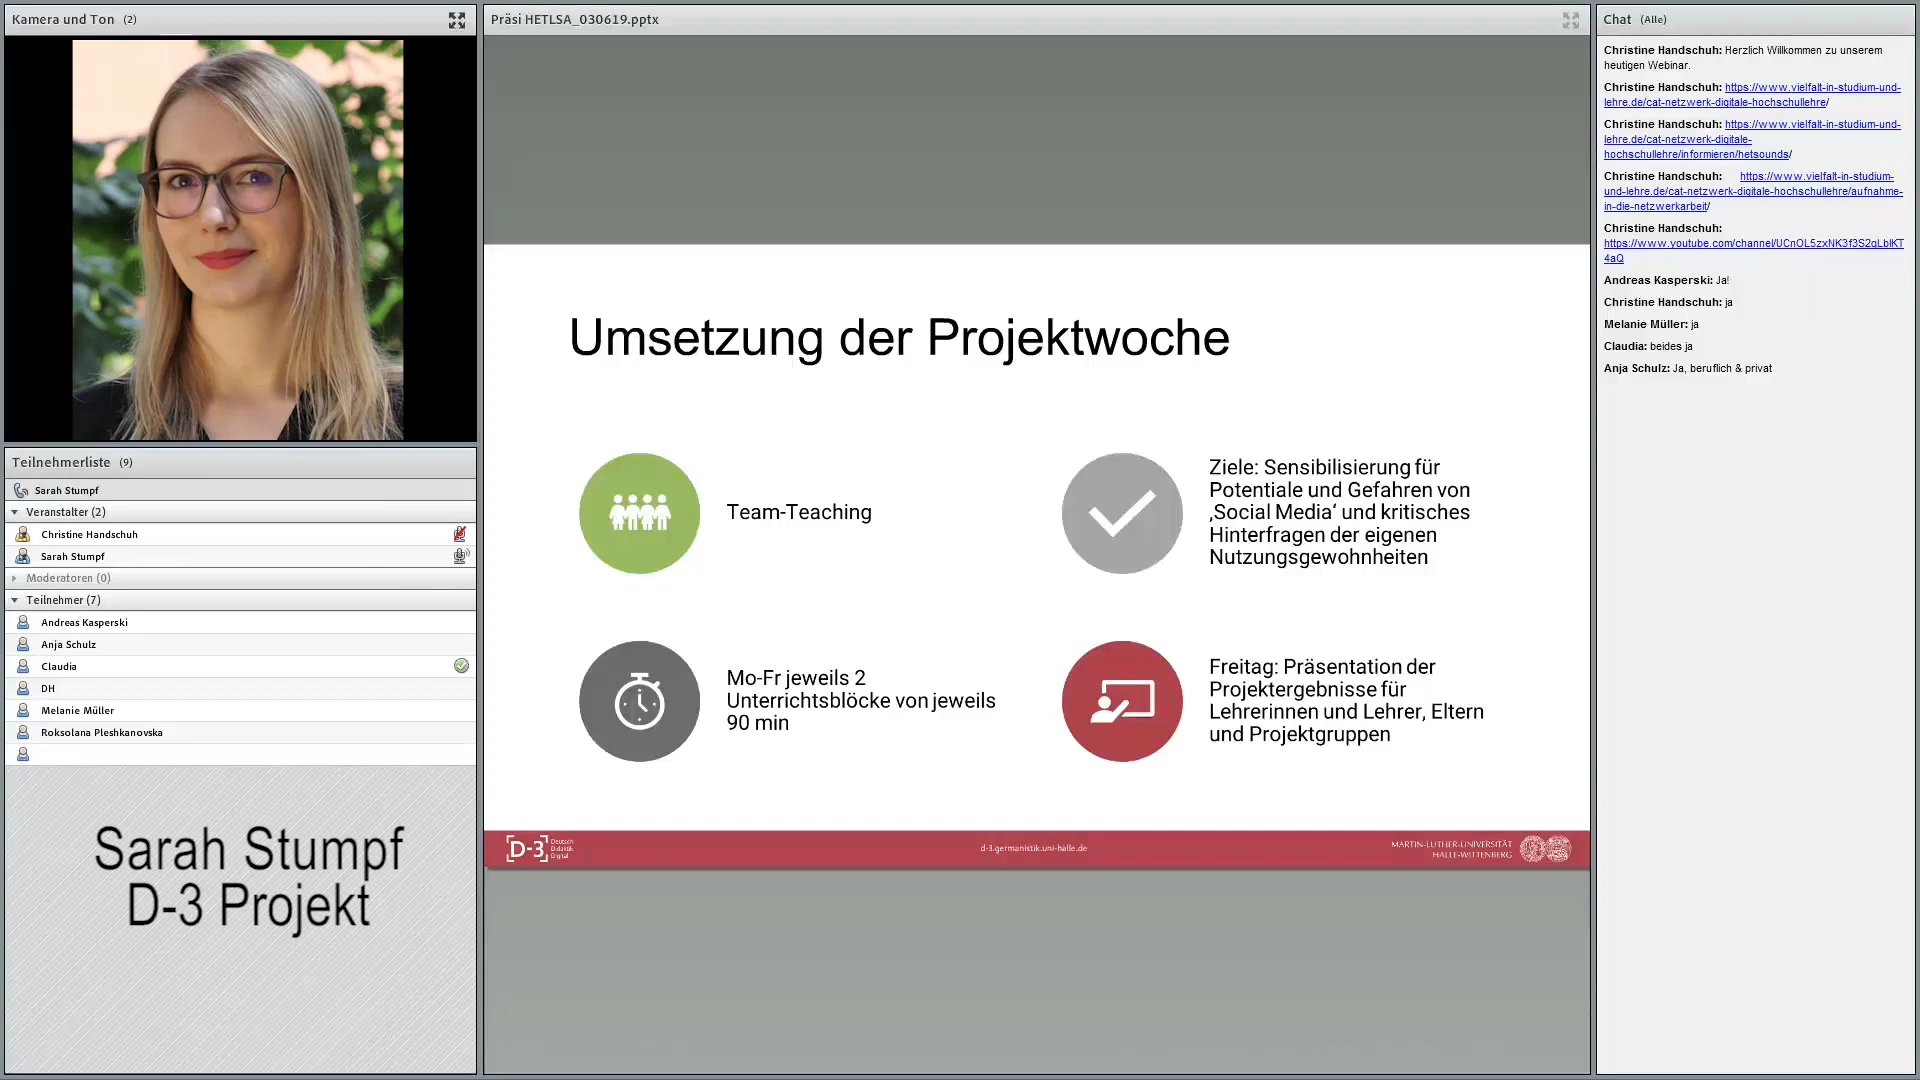 Kamera und Ton (2)
Präsi HETLSA_030619.pptx
Chat (Alle)
Christine Handschuh: Herzlich Willkommen zu unserem
heutigen Webinar.
Christine Handschuh: https://www.vielfalt-in-studium-und-
lehre.de/cat-netzwerk-digitale-hochschullehre/
Christine Handschuh: https://www.vielfalt-in-studium-und-
lehre.de/cat-netzwerk-digitale-
hochschullehre/informieren/hetsounds/
Christine Handschuh: https://www.vielfalt-in-studium-
und-lehre.de/cat-netzwerk-digitale-hochschullehre/aufnahme-
in-die-netzwerkarbeit/
Christine Handschuh:
Andreas Kasperski: Ja!
Christine Handschuh: ja
Melanie Müller: ja
Claudia: beides ja
Anja Schulz: Ja, beruflich & privat
Teilnehmerliste (9)
Sarah Stumpf
Veranstalter (2)
Christine Handschuh
Sarah Stumpf
Moderatoren (0)
Teilnehmer (7)
Andreas Kasperski
Anja Schulz
Claudia
DH
Melanie Müller
Roksolana Pleshkanovska
Sarah Stumpf
D-3 Projekt
Umsetzung der Projektwoche
Team-Teaching
Ziele: Sensibilisierung für
Potentiale und Gefahren von
‚Social Media‘ und kritisches
Hinterfragen der eigenen
Nutzungsgewohnheiten
Mo-Fr jeweils 2
Unterrichtsblöcke von jeweils
90 min
Freitag: Präsentation der
Projektergebnisse für
Lehrerinnen und Lehrer, Eltern
und Projektgruppen
[D-3] Deutsch
Didaktik
Digital
d-3.germanistik.uni-halle.de
MARTIN-LUTHER-UNIVERSITÄT
HALLE-WITTENBERG